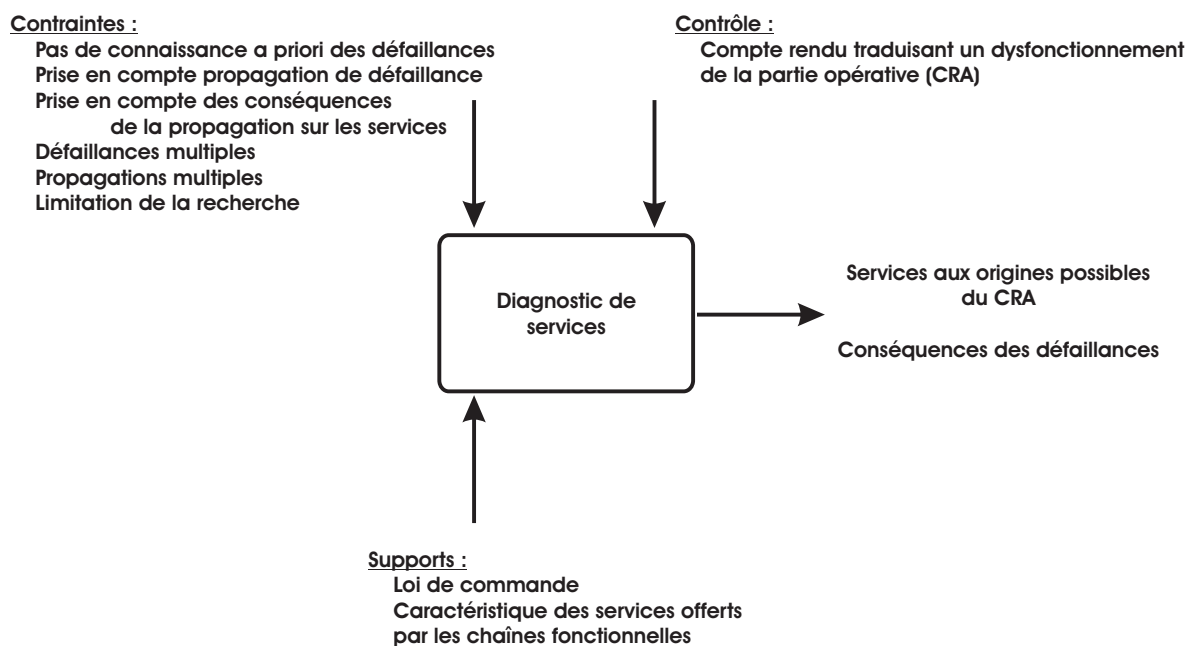 Contraintes :
Pas de connaissance a priori des défaillances
Prise en compte propagation de défaillance
Prise en compte des conséquences
de la propagation sur les services
Défaillances multiples
Propagations multiples
Limitation de la recherche
Contrôle :
Compte rendu traduisant un dysfonctionnement
de la partie opérative (CRA)
Diagnostic de
services
Services aux origines possibles
du CRA
Conséquences des défaillances
Supports :
Loi de commande
Caractéristique des services offerts
par les chaînes fonctionnelles